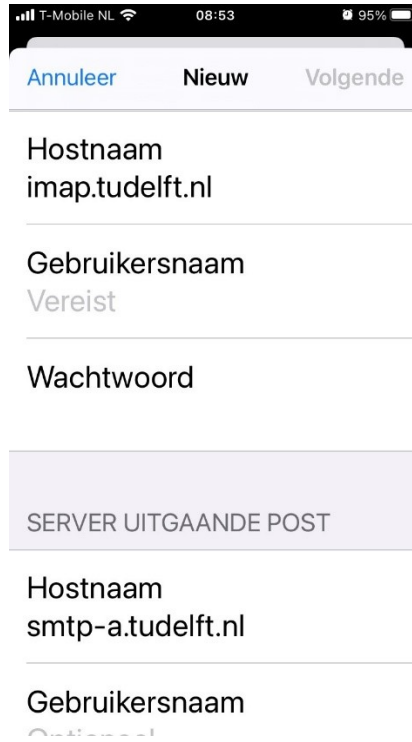 T-Mobile NL 08:53 95%
Annuleer Nieuw Volgende
Hostnaam
imap.tudelft.nl
Gebruikersnaam
Vereist
Wachtwoord
SERVER UITGAANDE POST
Hostnaam
smtp-a.tudelft.nl
Gebruikersnaam
Optioneel